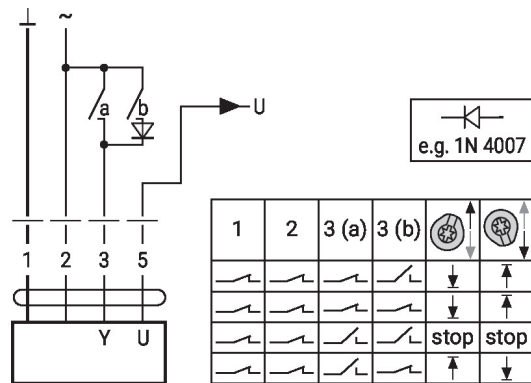 ~
a b
U
e.g. 1N 4007
1 2 3 5
Y U
1 2 3 (a) 3 (b)
stop stop